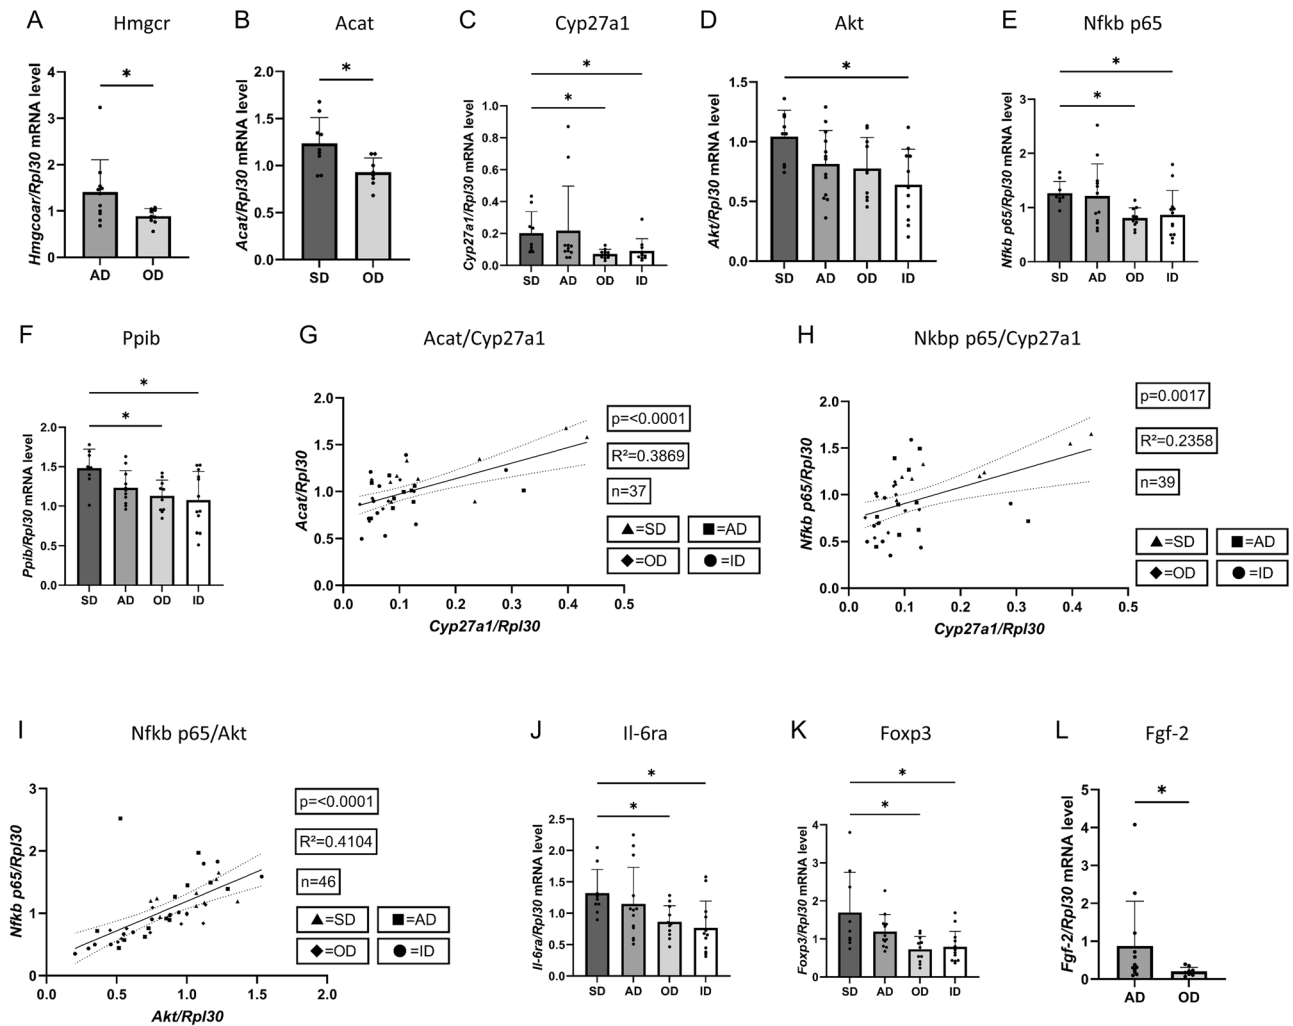 A Hmgcr
Hmgcoar/Rpl30 mRNA level
4
3
2
1
0
*
AD OD
B Acat
Acat/Rpl30 mRNA level
2.0
1.5
1.0
0.5
0.0
*
SD OD
C Cyp27a1
Cyp27a1/Rpl30 mRNA level
1.0
0.8
0.6
0.4
0.2
0.0
*
*
SD AD OD ID
D Akt
Akt/Rpl30 mRNA level
1.5
1.0
0.5
0.0
*
SD AD OD ID
E Nfkb p65
Nfkb p65/Rpl30 mRNA level
3
2
1
0
*
*
SD AD OD ID
F Ppib
Ppib/Rpl30 mRNA level
2.0
1.5
1.0
0.5
0.0
*
*
SD AD OD ID
G Acat/Cyp27a1
Acat/Rpl30
2.0
1.5
1.0
0.5
0.0
0.0 0.1 0.2 0.3 0.4 0.5
Cyp27a1/Rpl30
p=<0.0001
R²=0.3869
n=37
▲=SD ■=AD
◆=OD ●=ID
H Nkbp p65/Cyp27a1
Nfkb p65/Rpl30
2.0
1.5
1.0
0.5
0.0
0.0 0.1 0.2 0.3 0.4 0.5
Cyp27a1/Rpl30
p=0.0017
R²=0.2358
n=39
▲=SD ■=AD
◆=OD ●=ID
I Nfkb p65/Akt
Nfkb p65/Rpl30
3
2
1
0
0.0 0.5 1.0 1.5 2.0
Akt/Rpl30
p=<0.0001
R²=0.4104
n=46
▲=SD ■=AD
◆=OD ●=ID
J Il-6ra
Il-6ra/Rpl30 mRNA level
2.5
2.0
1.5
1.0
0.5
0.0
*
*
SD AD OD ID
K Foxp3
Foxp3/Rpl30 mRNA level
4
3
2
1
0
*
*
SD AD OD ID
L Fgf-2
Fgf-2/Rpl30 mRNA level
5
4
3
2
1
0
*
AD OD